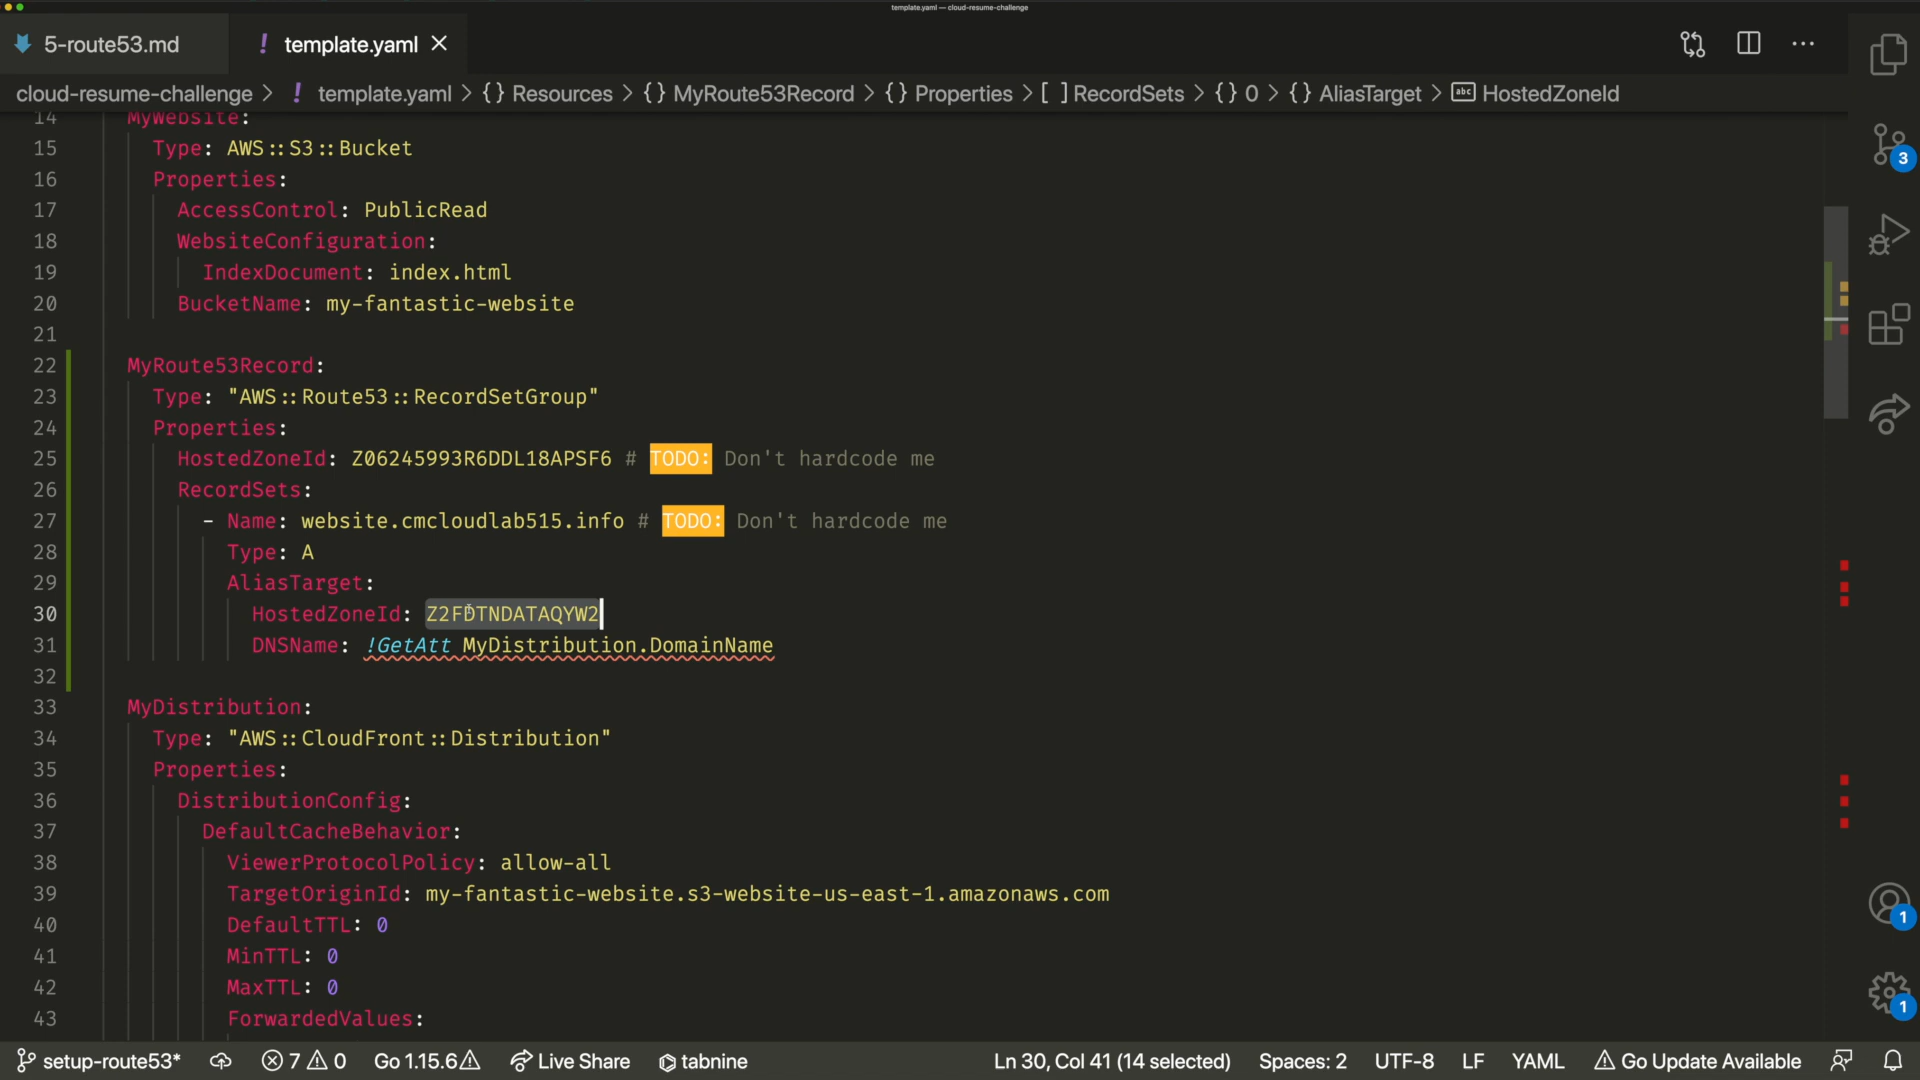 template.yaml — cloud-resume-challenge
5-route53.md ! template.yaml
cloud-resume-challenge > ! template.yaml > {} Resources > {} MyRoute53Record > {} Properties > [ ] RecordSets > {} 0 > {} AliasTarget > abc HostedZoneId
14 MyWebsite:
15 Type: AWS::S3::Bucket
16 Properties:
17 AccessControl: PublicRead
18 WebsiteConfiguration:
19 IndexDocument: index.html
20 BucketName: my-fantastic-website
21
22 MyRoute53Record:
23 Type: "AWS::Route53::RecordSetGroup"
24 Properties:
25 HostedZoneId: Z06245993R6DDL18APSF6 # TODO: Don't hardcode me
26 RecordSets:
27 - Name: website.cmcloudlab515.info # TODO: Don't hardcode me
28 Type: A
29 AliasTarget:
30 HostedZoneId: Z2FDTNDATAQYW2
31 DNSName: !GetAtt MyDistribution.DomainName
32
33 MyDistribution:
34 Type: "AWS::CloudFront::Distribution"
35 Properties:
36 DistributionConfig:
37 DefaultCacheBehavior:
38 ViewerProtocolPolicy: allow-all
39 TargetOriginId: my-fantastic-website.s3-website-us-east-1.amazonaws.com
40 DefaultTTL: 0
41 MinTTL: 0
42 MaxTTL: 0
43 ForwardedValues:
3
1
1
setup-route53* 7 0 Go 1.15.6 Live Share tabnine Ln 30, Col 41 (14 selected) Spaces: 2 UTF-8 LF YAML Go Update Available